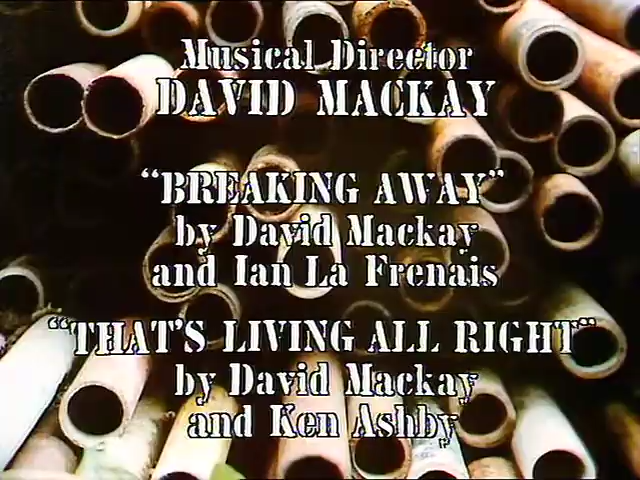 Musical Director
DAVID MACKAY
“BREAKING AWAY”
by David Mackay
and Ian La Frenais
“THAT'S LIVING ALL RIGHT”
by David Mackay
and Ken Ashby